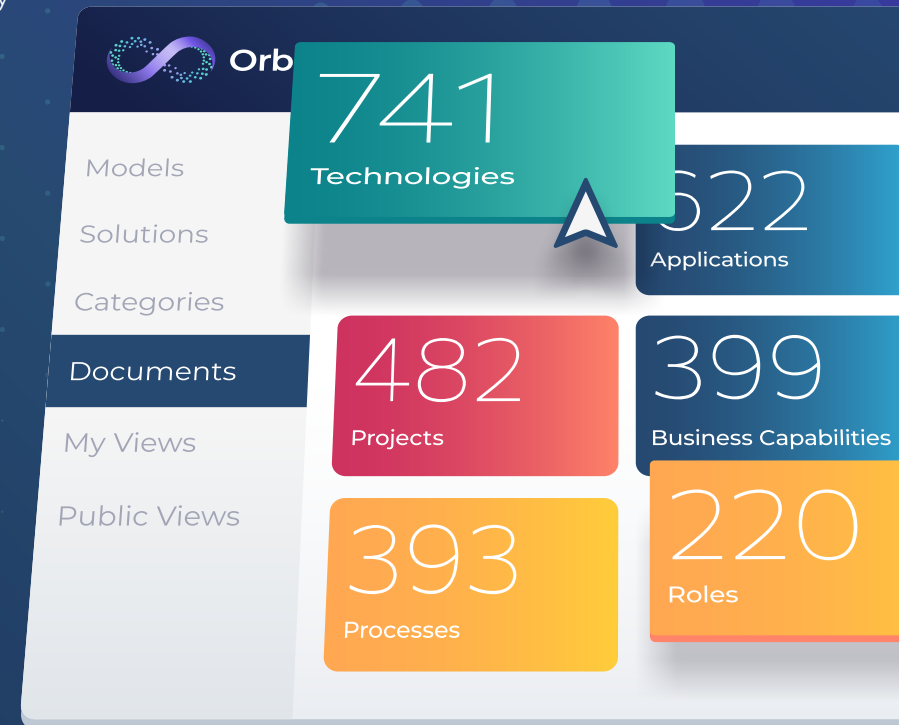 Orb
741
Technologies
622
Applications
Models
Solutions
Categories
Documents
My Views
Public Views
482
Projects
399
Business Capabilities
393
Processes
220
Roles